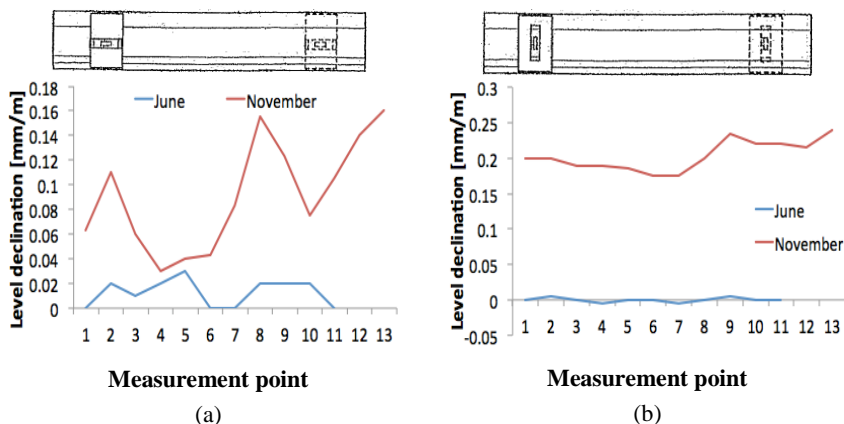 Level declination [mm/m]
0.18
0.16
0.14
0.12
0.1
0.08
0.06
0.04
0.02
0
June
November
1 2 3 4 5 6 7 8 9 10 11 12 13
Measurement point
(a)
Level declination [mm/m]
0.3
0.25
0.2
0.15
0.1
0.05
0
-0.05
June
November
1 2 3 4 5 6 7 8 9 10 11 12 13
Measurement point
(b)